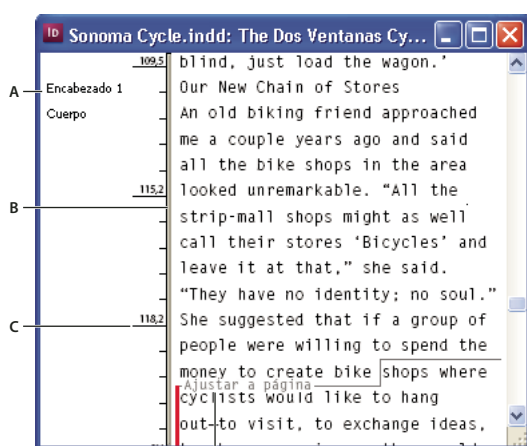 Sonoma Cycle.indd: The Dos Ventanas Cy...
109,5
blind, just load the wagon.’
A
Encabezado 1
Our New Chain of Stores
Cuerpo
An old biking friend approached
me a couple years ago and said
all the bike shops in the area
115,2
looked unremarkable. “All the
B
strip-mall shops might as well
call their stores ‘Bicycles’ and
leave it at that,” she said.
“They have no identity; no soul.”
C
118,2
She suggested that if a group of
people were willing to spend the
money to create bike shops where
Ajustar a página
cyclists would like to hang
out to visit, to exchange ideas,